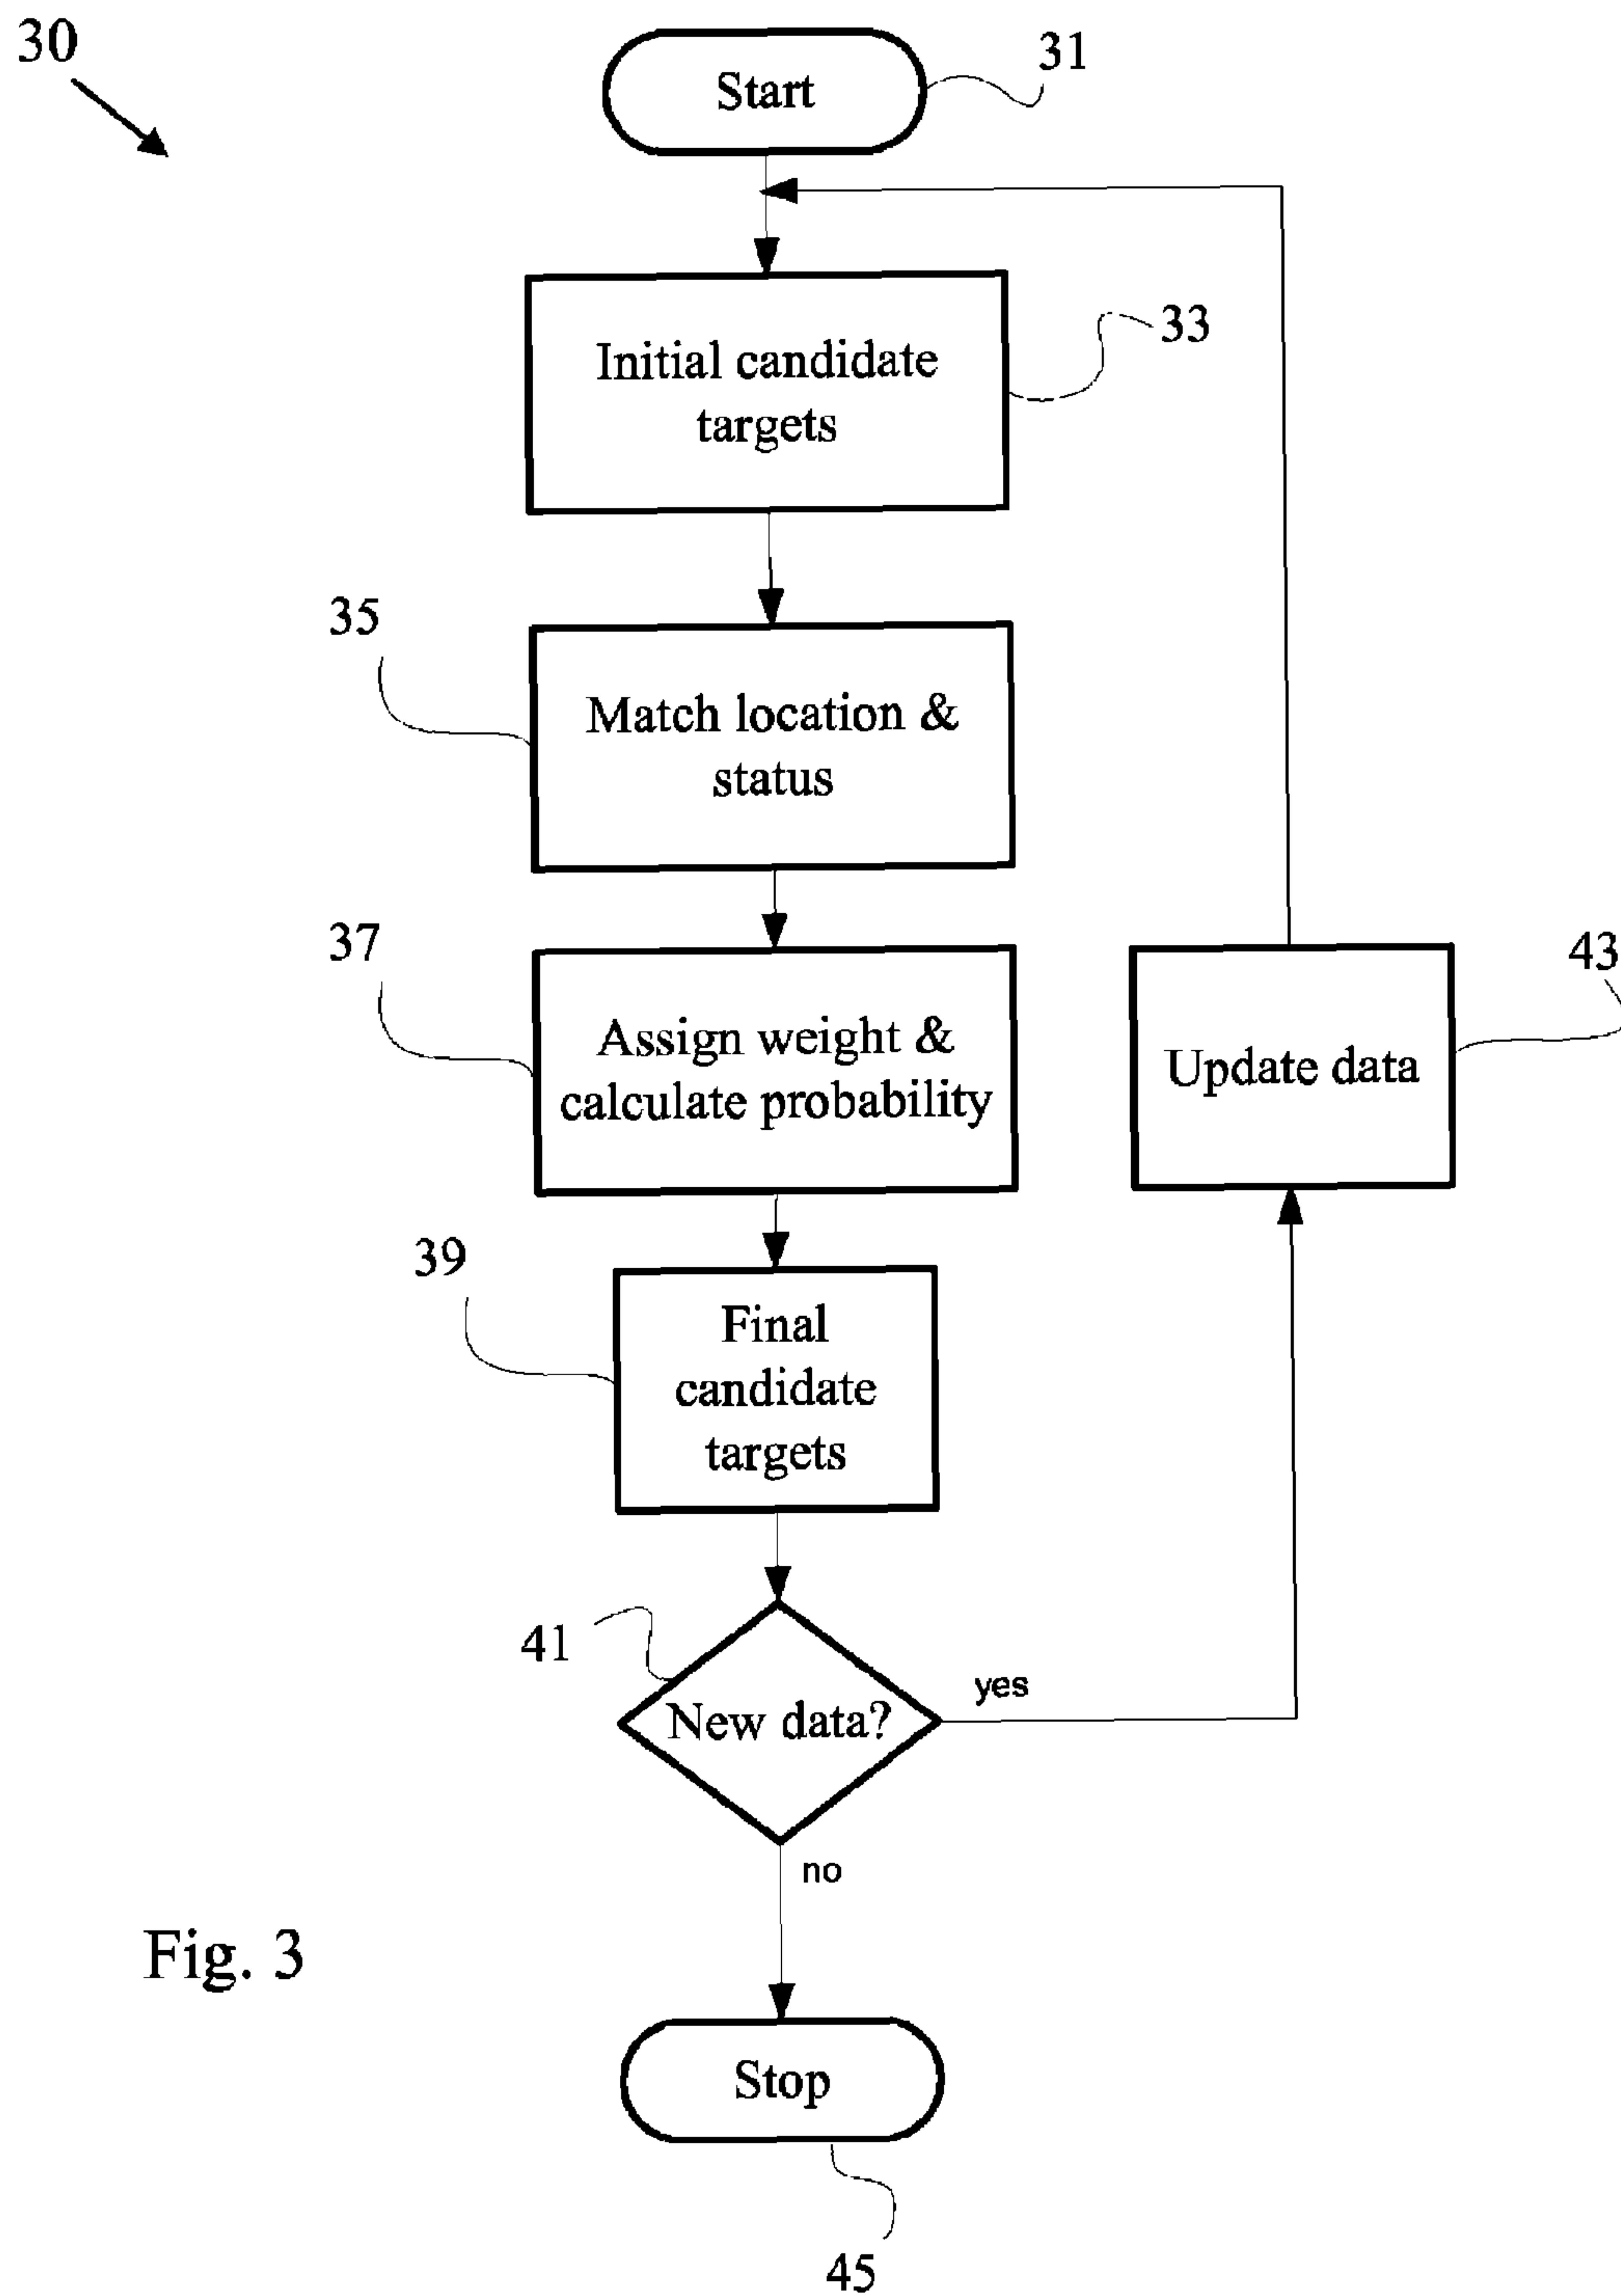 30
Start
31
Initial candidate
targets
33
35
Match location &
status
37
Assign weight &
calculate probability
43
Update data
39
Final
candidate
targets
41
New data?
yes
no
Fig. 3
Stop
45